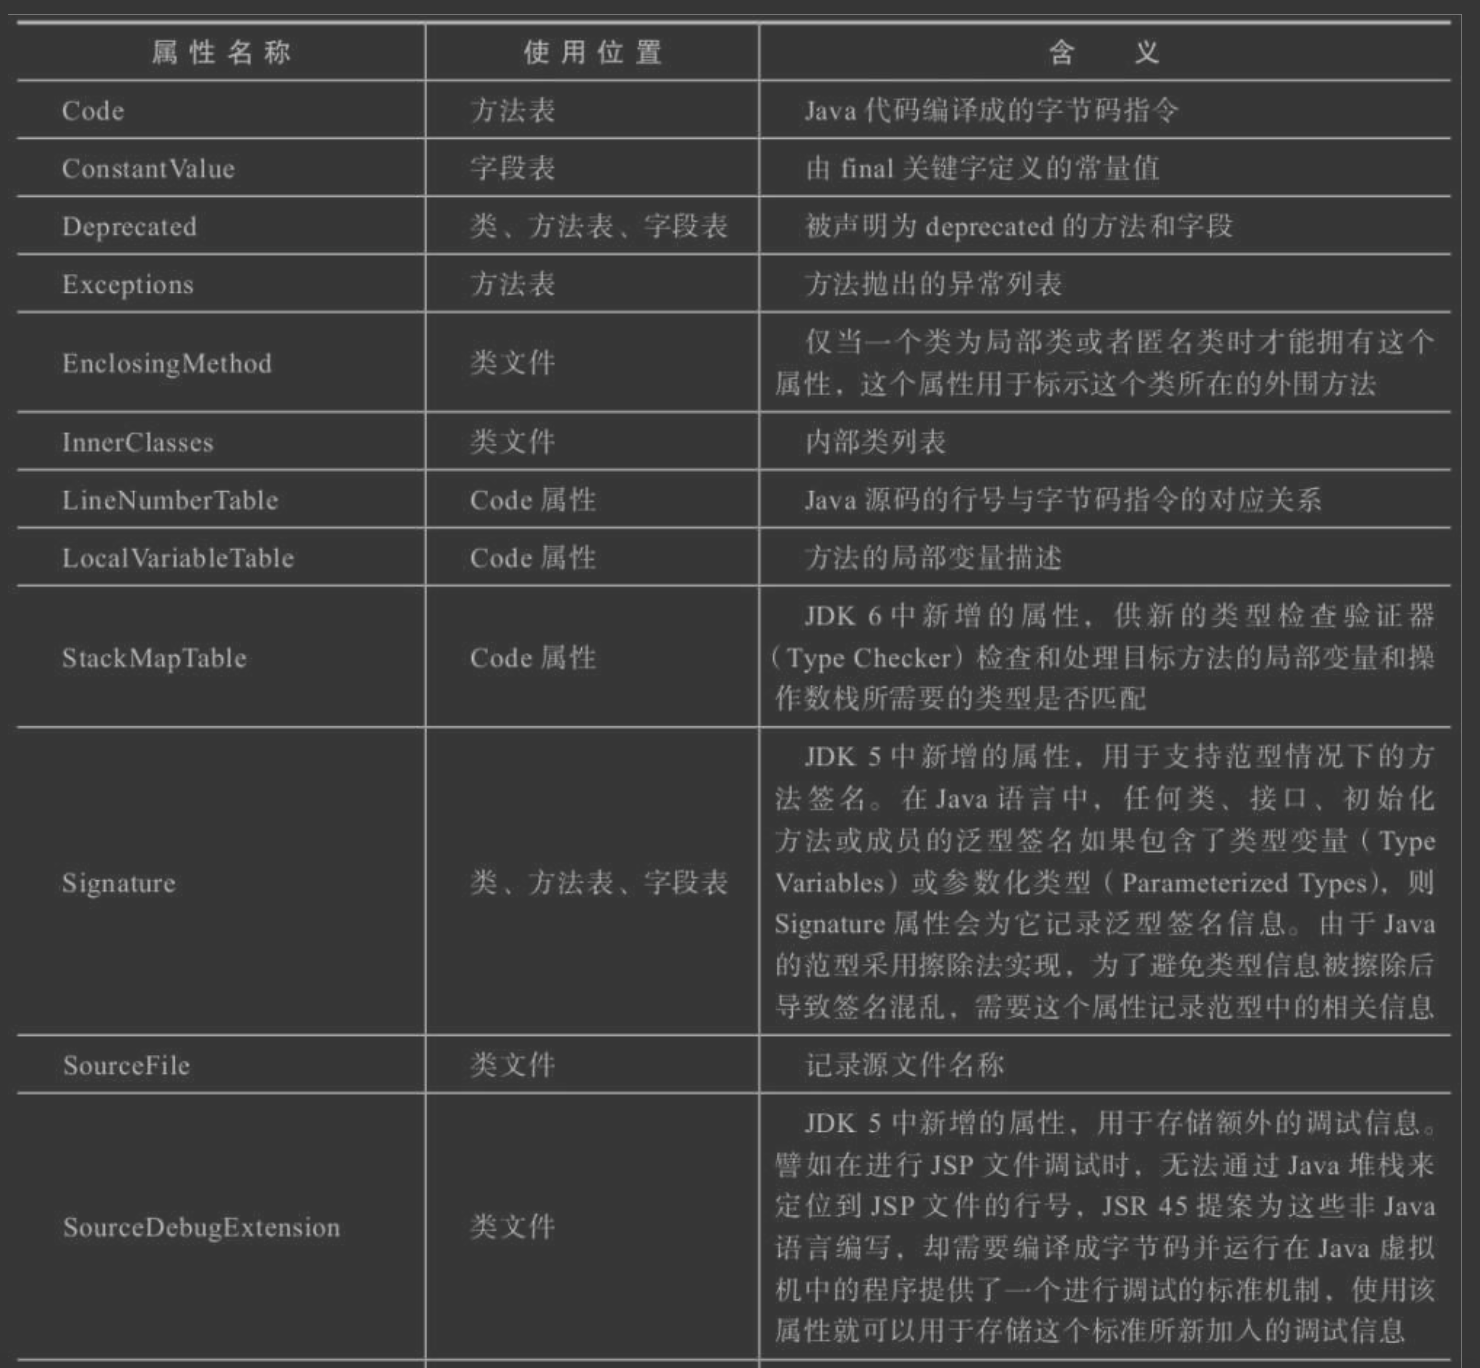 属性名称 使用位置 含 义
Code 方法表 Java 代码编译成的字节码指令
ConstantValue 字段表 由 final 关键字定义的常量值
Deprecated 类、方法表、字段表 被声明为 deprecated 的方法和字段
Exceptions 方法表 方法抛出的异常列表
EnclosingMethod 类文件 仅当一个类为局部类或者匿名类时才能拥有这个
属性，这个属性用于标示这个类所在的外围方法
InnerClasses 类文件 内部类列表
LineNumberTable Code 属性 Java 源码的行号与字节码指令的对应关系
LocalVariableTable Code 属性 方法的局部变量描述
StackMapTable Code 属性 JDK 6 中新增的属性，供新的类型检查验证器
（Type Checker）检查和处理目标方法的局部变量和操
作数栈所需要的类型是否匹配
Signature 类、方法表、字段表 JDK 5 中新增的属性，用于支持范型情况下的方
法签名。在 Java 语言中，任何类、接口、初始化
方法或成员的泛型签名如果包含了类型变量（Type
Variables）或参数化类型（Parameterized Types），则
Signature 属性会为它记录泛型签名信息。由于 Java
的范型采用擦除法实现，为了避免类型信息被擦除后
导致签名混乱，需要这个属性记录范型中的相关信息
SourceFile 类文件 记录源文件名称
SourceDebugExtension 类文件 JDK 5 中新增的属性，用于存储额外的调试信息。
譬如在进行 JSP 文件调试时，无法通过 Java 堆栈来
定位到 JSP 文件的行号，JSR 45 提案为这些非 Java
语言编写，却需要编译成字节码并运行在 Java 虚拟
机中的程序提供了一个进行调试的标准机制，使用该
属性就可以用于存储这个标准所新加入的调试信息